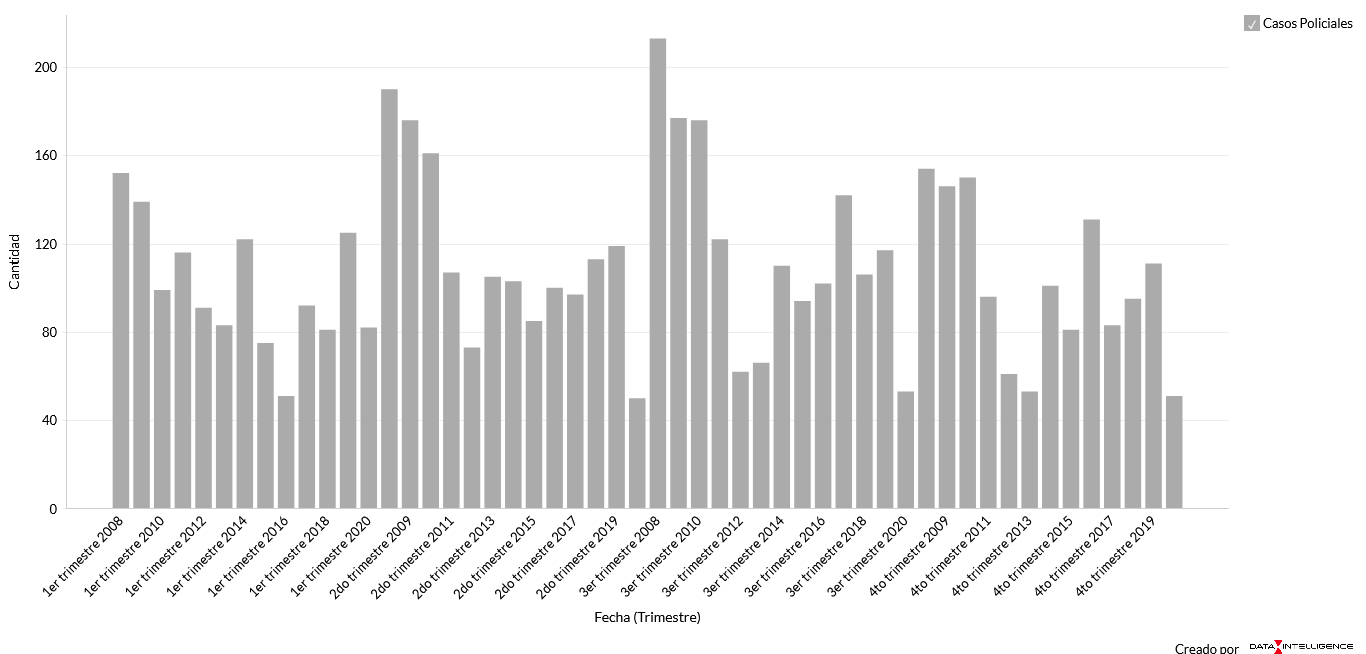 Casos Policiales
200
160
120
80
40
0
Cantidad
1er trimestre 2008
1er trimestre 2010
1er trimestre 2012
1er trimestre 2014
1er trimestre 2016
1er trimestre 2018
1er trimestre 2020
2do trimestre 2009
2do trimestre 2011
2do trimestre 2013
2do trimestre 2015
2do trimestre 2017
2do trimestre 2019
3er trimestre 2008
3er trimestre 2010
3er trimestre 2012
3er trimestre 2014
3er trimestre 2016
3er trimestre 2018
3er trimestre 2020
4to trimestre 2009
4to trimestre 2011
4to trimestre 2013
4to trimestre 2015
4to trimestre 2017
4to trimestre 2019
Fecha (Trimestre)
Creado por DATA INTELLIGENCE